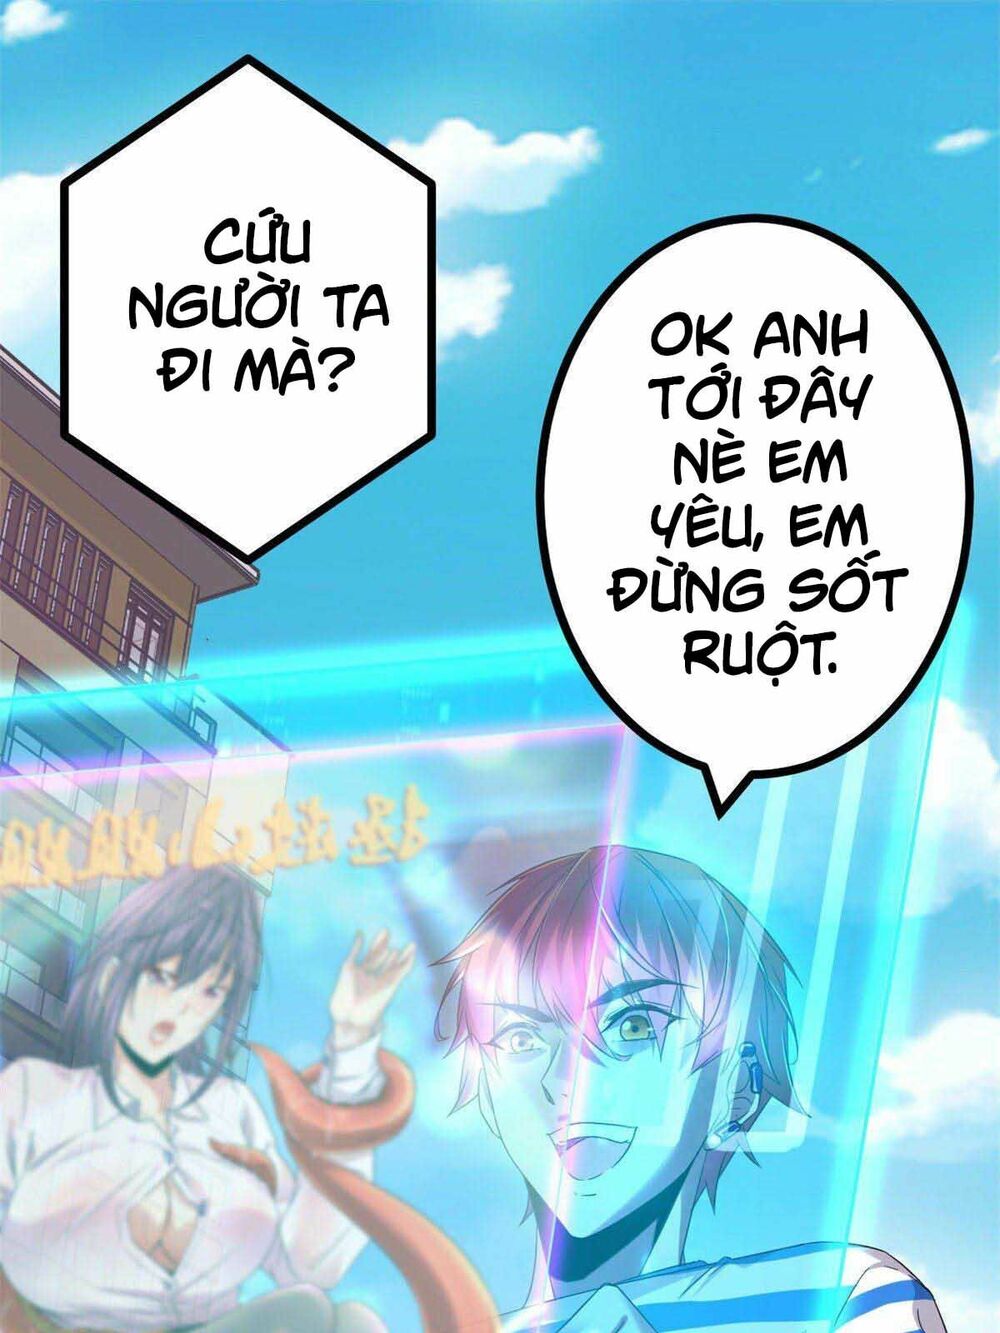 CỨU
NGƯỜI TA
ĐI MÀ?
OK ANH
TỚI ĐÂY
NÈ EM
YÊU, EM
ĐỪNG SỐT
RUỘT.